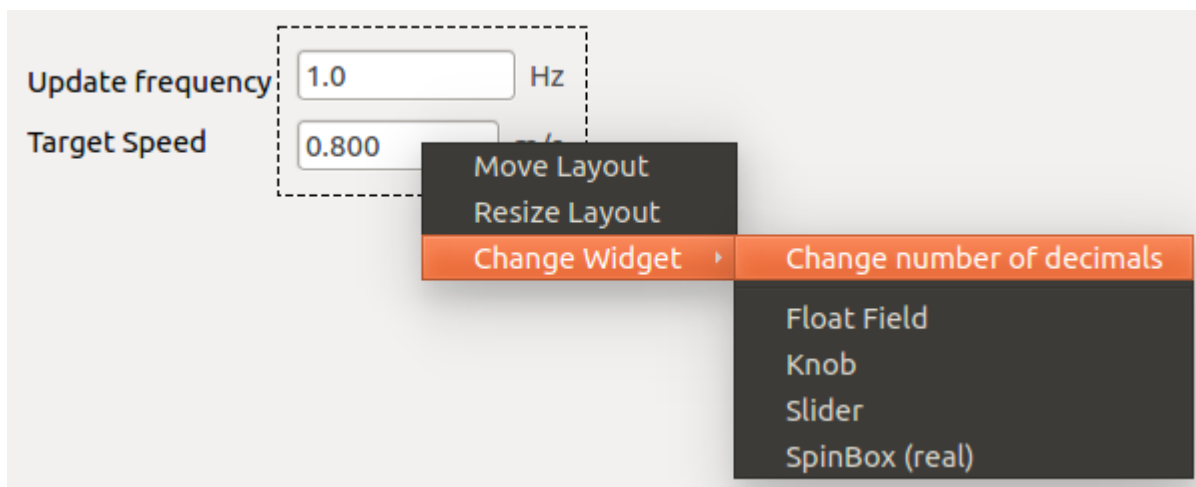 Update frequency 1.0 Hz
Target Speed 0.800
Move Layout
Resize Layout
Change Widget
Change number of decimals
Float Field
Knob
Slider
SpinBox (real)